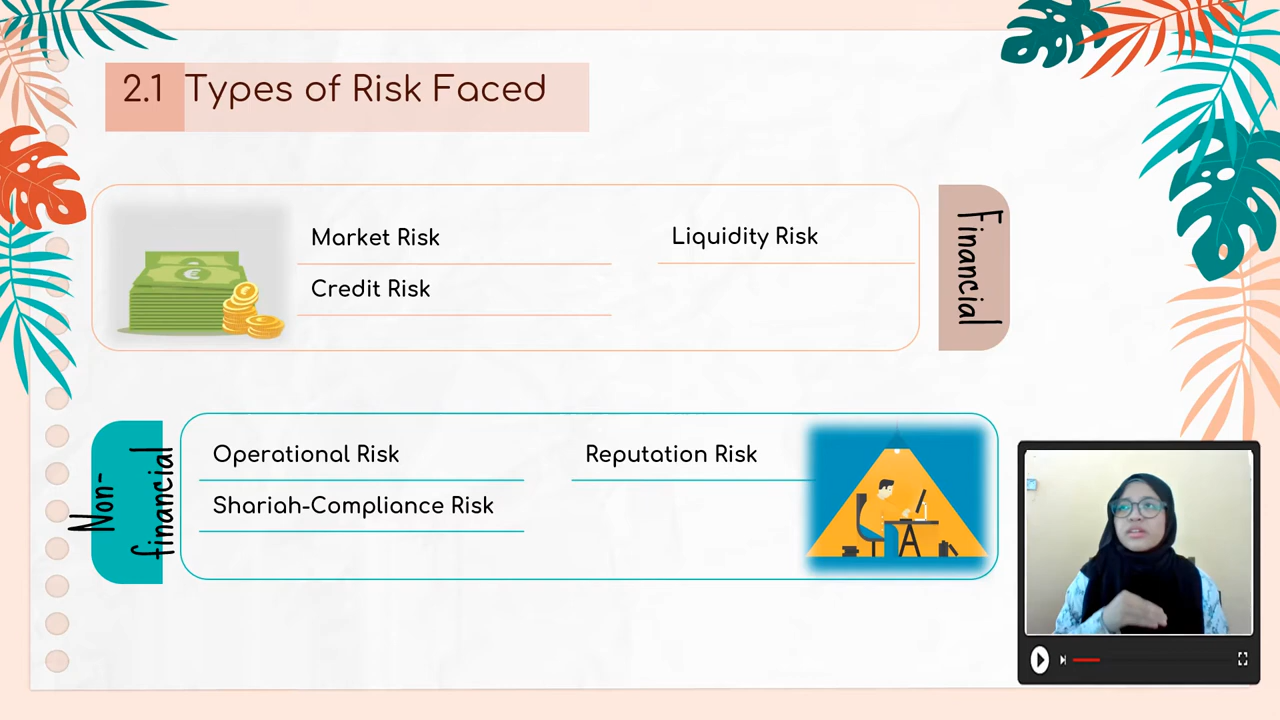 2.1 Types of Risk Faced
Market Risk
Liquidity Risk
Credit Risk
Financial
Non-
financial
Operational Risk
Reputation Risk
Shariah-Compliance Risk